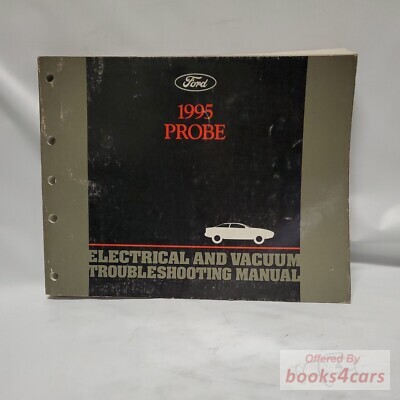 Ford
1995
PROBE
ELECTRICAL AND VACUUM
TROUBLESHOOTING MANUAL
Offered By
books4cars